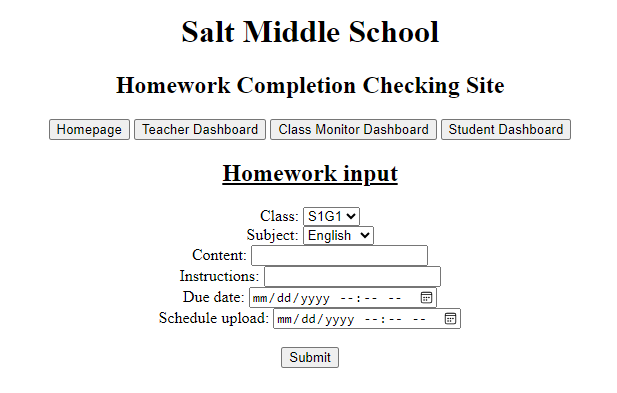 Salt Middle School
Homework Completion Checking Site
Homepage Teacher Dashboard Class Monitor Dashboard Student Dashboard
Homework input
Class: S1G1
Subject: English
Content:
Instructions:
Due date: mm/dd/yyyy --:-- --
Schedule upload: mm/dd/yyyy --:-- --
Submit